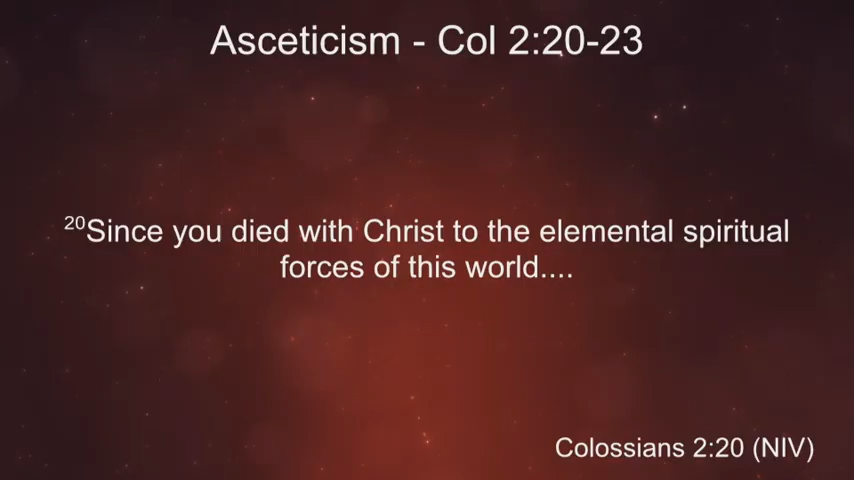 Asceticism - Col 2:20-23
20Since you died with Christ to the elemental spiritual
forces of this world....
Colossians 2:20 (NIV)